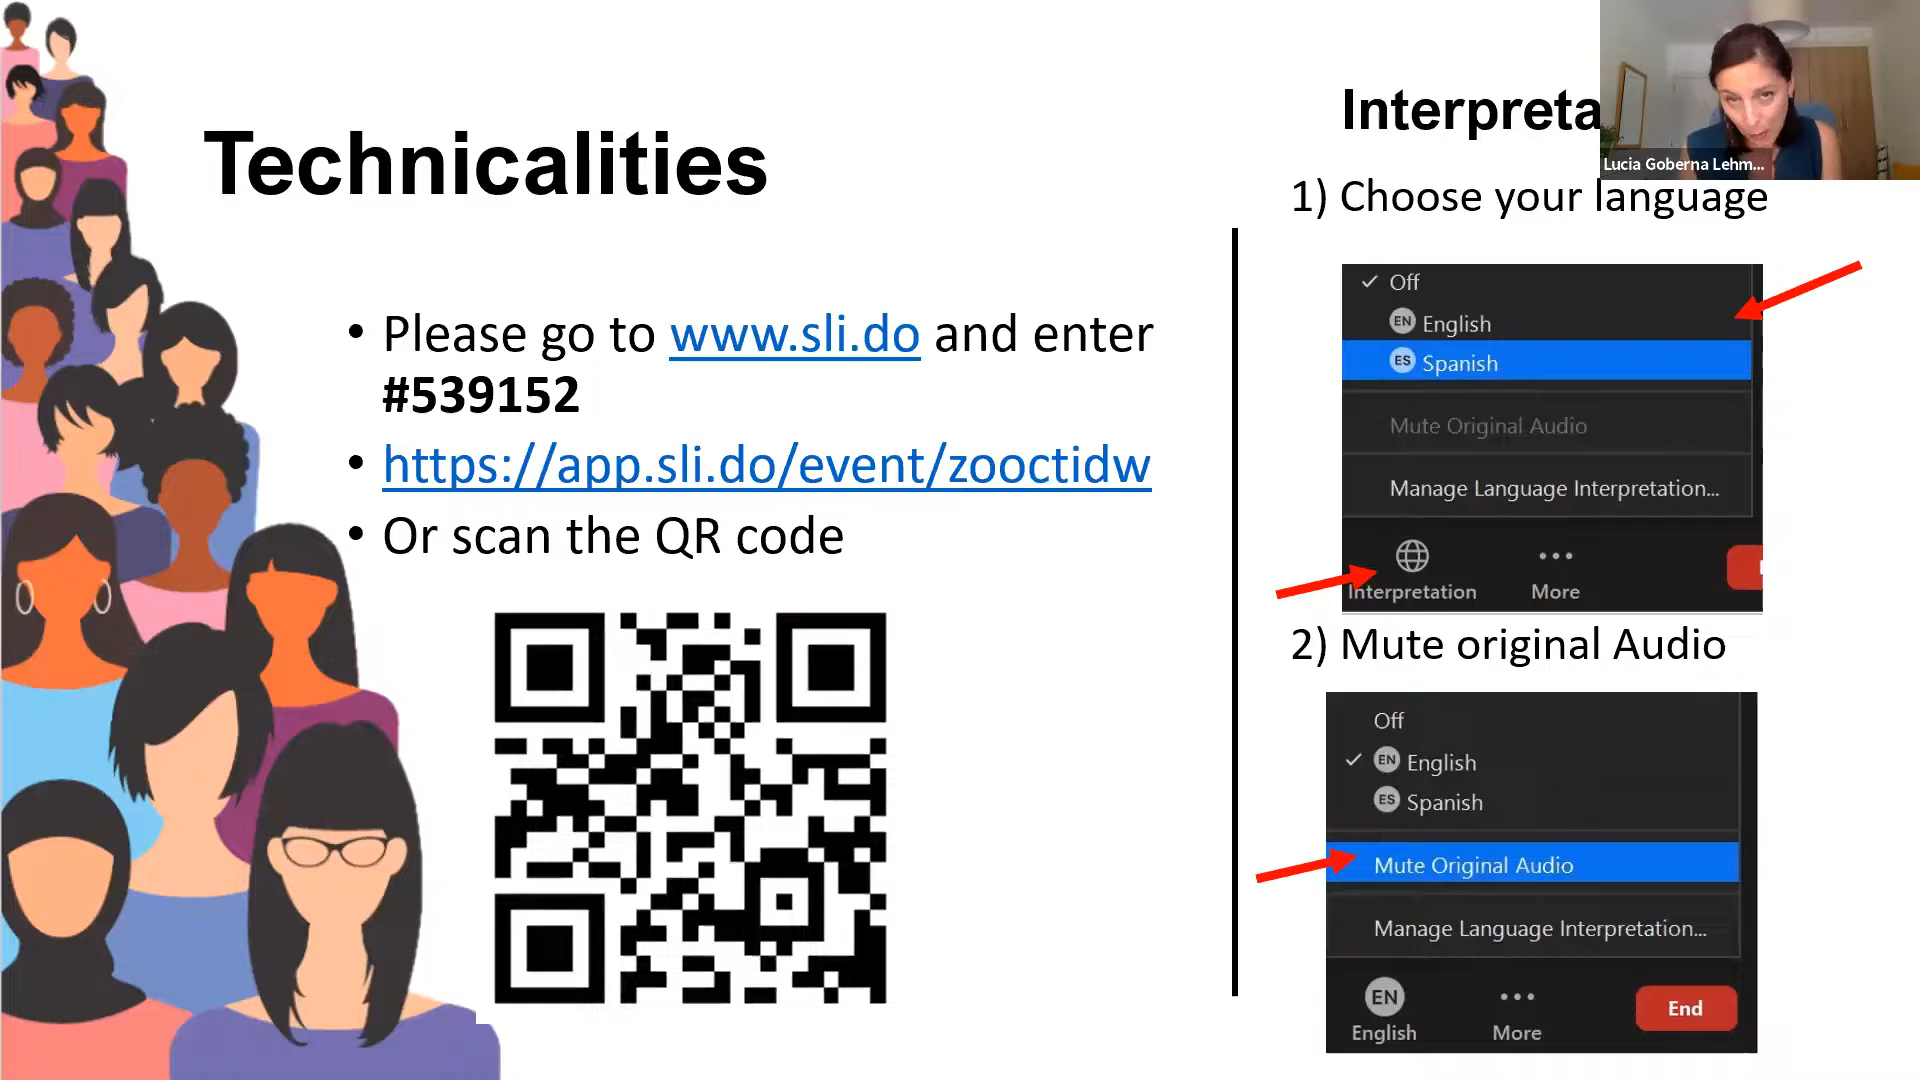 Technicalities
• Please go to www.sli.do and enter
#539152
• https://app.sli.do/event/zooctidw
• Or scan the QR code
Interpreta
Lucia Goberna Lehm...
1) Choose your language
Off
EN English
ES Spanish
Mute Original Audio
Manage Language Interpretation...
Interpretation
More
2) Mute original Audio
Off
EN English
ES Spanish
Mute Original Audio
Manage Language Interpretation...
EN
English
More
End